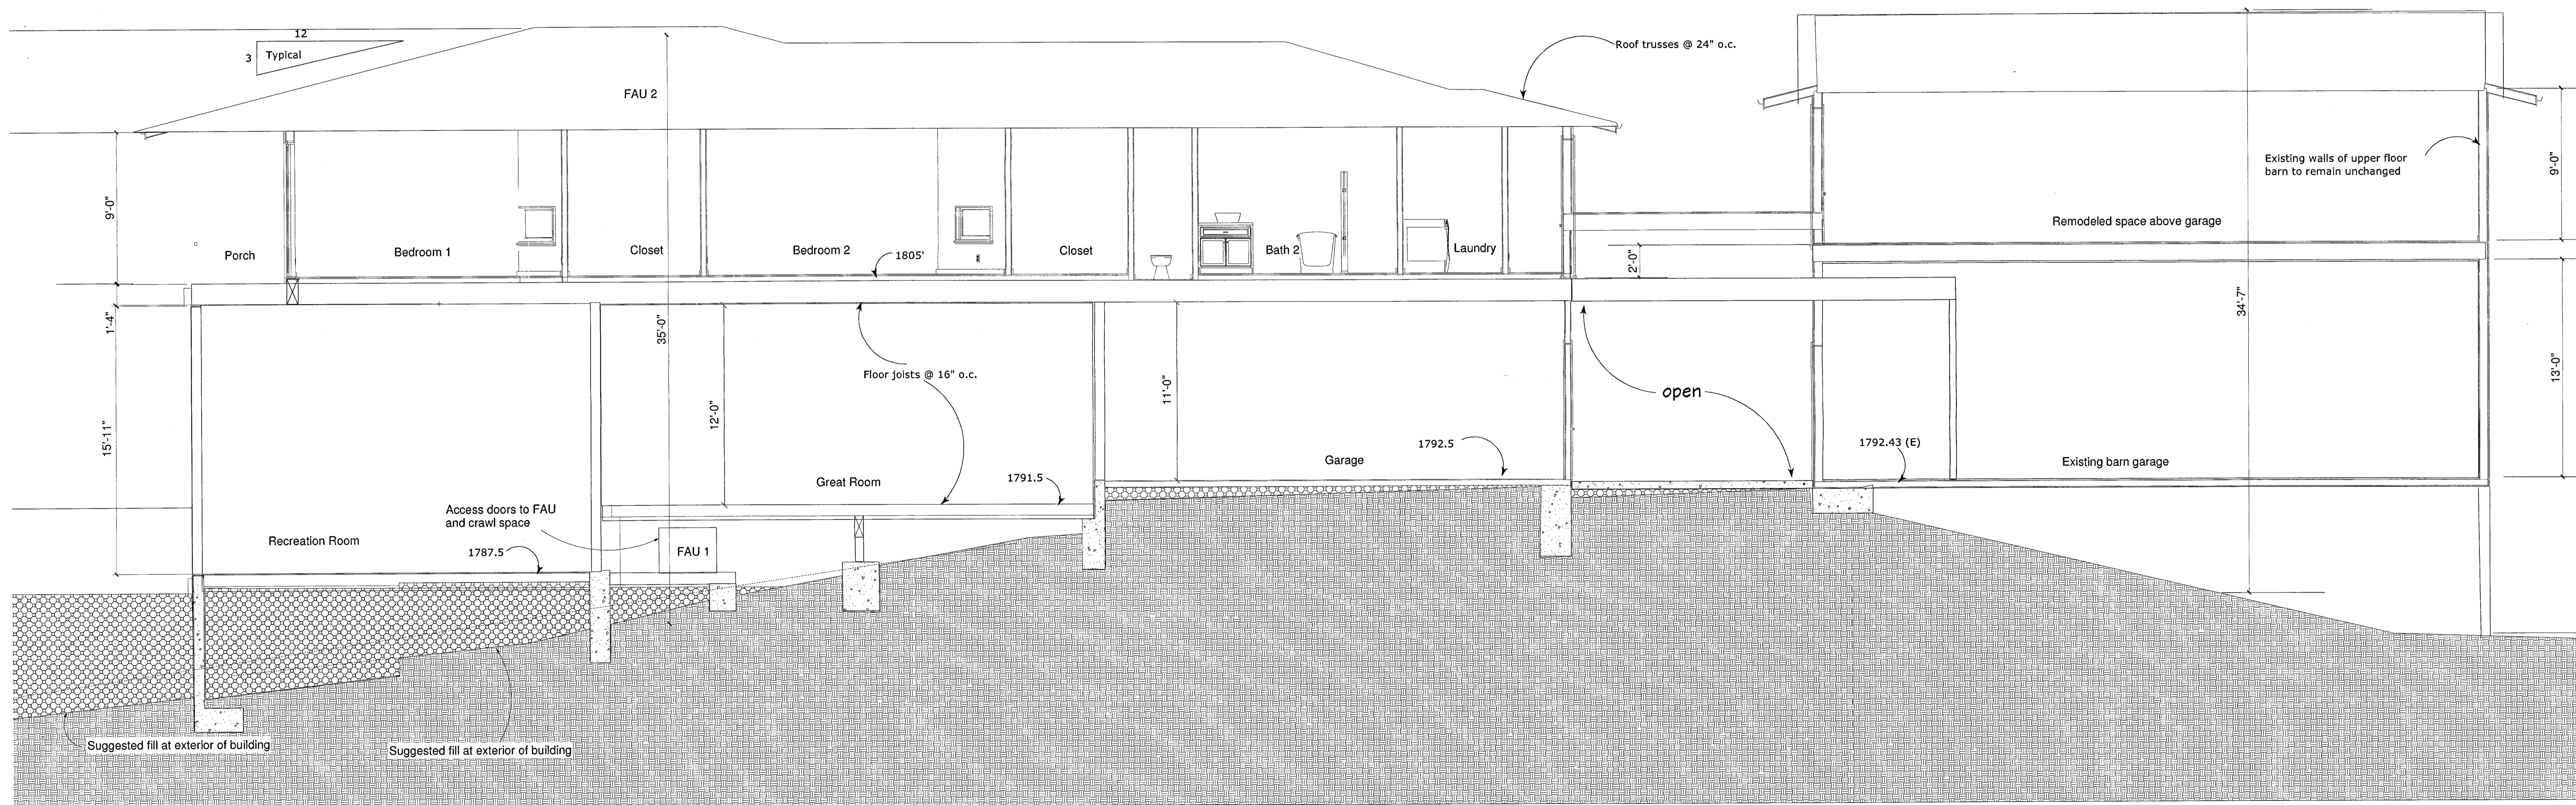 12
3
Typical
FAU 2
Roof trusses @ 24" o.c.
Existing walls of upper floor
barn to remain unchanged
9'-0"
9'-0"
Porch
Bedroom 1
Closet
Bedroom 2
1805'
Closet
Bath 2
Laundry
Remodeled space above garage
2'-0"
34'-7"
1'-4"
35'-0"
Floor joists @ 16" o.c.
12'-0"
11'-0"
open
13'-0"
15'-11"
1792.5
1792.43 (E)
Garage
Existing barn garage
Great Room
1791.5
Access doors to FAU
and crawl space
Recreation Room
1787.5
FAU 1
Suggested fill at exterior of building
Suggested fill at exterior of building